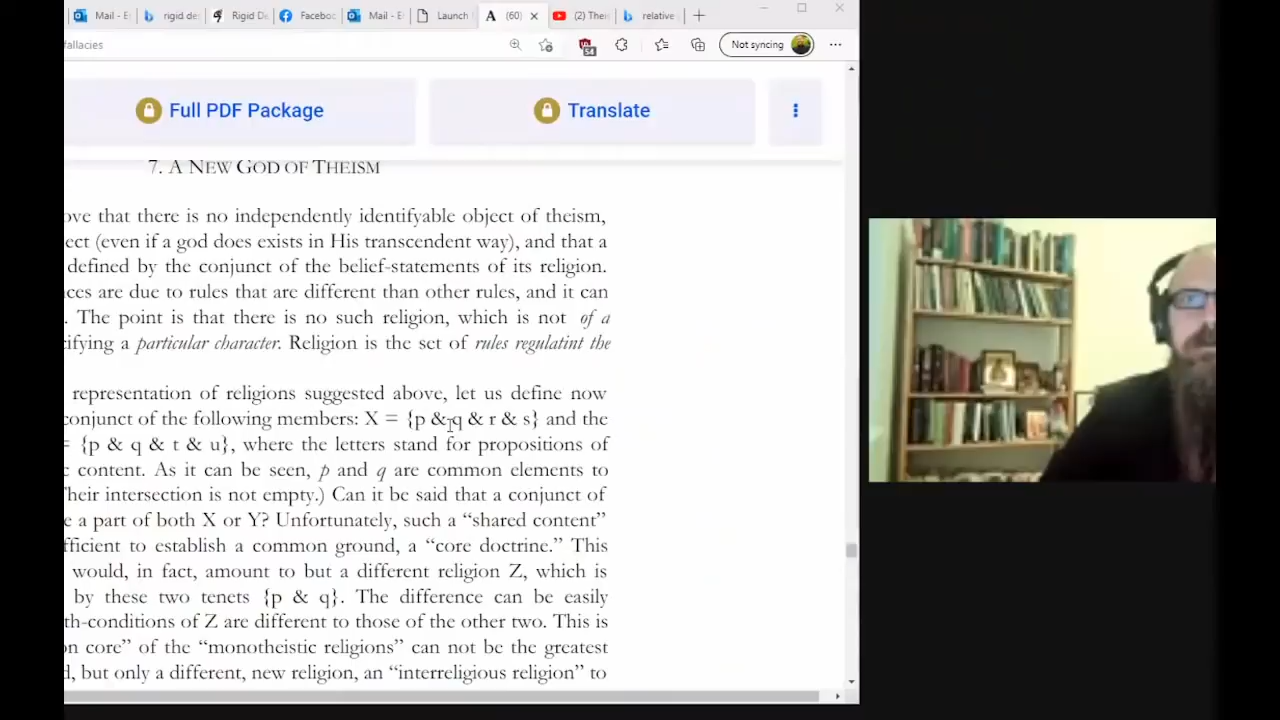 Mail - E
rigid de
Rigid De
Faceboo
Mail - E
Launch
(60)
(2) Thei
relative
fallacies
54
Not syncing
Full PDF Package
Translate
7. A NEW GOD OF THEISM
ove that there is no independently identifyable object of theism,
ect (even if a god does exists in His transcendent way), and that a
defined by the conjunct of the belief-statements of its religion.
ces are due to rules that are different than other rules, and it can
. The point is that there is no such religion, which is not of a
ifying a particular character. Religion is the set of rules regulatint the
representation of religions suggested above, let us define now
conjunct of the following members: X = {p & q & r & s} and the
= {p & q & t & u}, where the letters stand for propositions of
c content. As it can be seen, p and q are common elements to
Their intersection is not empty.) Can it be said that a conjunct of
e a part of both X or Y? Unfortunately, such a “shared content”
fficient to establish a common ground, a “core doctrine.” This
would, in fact, amount to but a different religion Z, which is
by these two tenets {p & q}. The difference can be easily
th-conditions of Z are different to those of the other two. This is
on core” of the “monotheistic religions” can not be the greatest
d, but only a different, new religion, an “interreligious religion” to